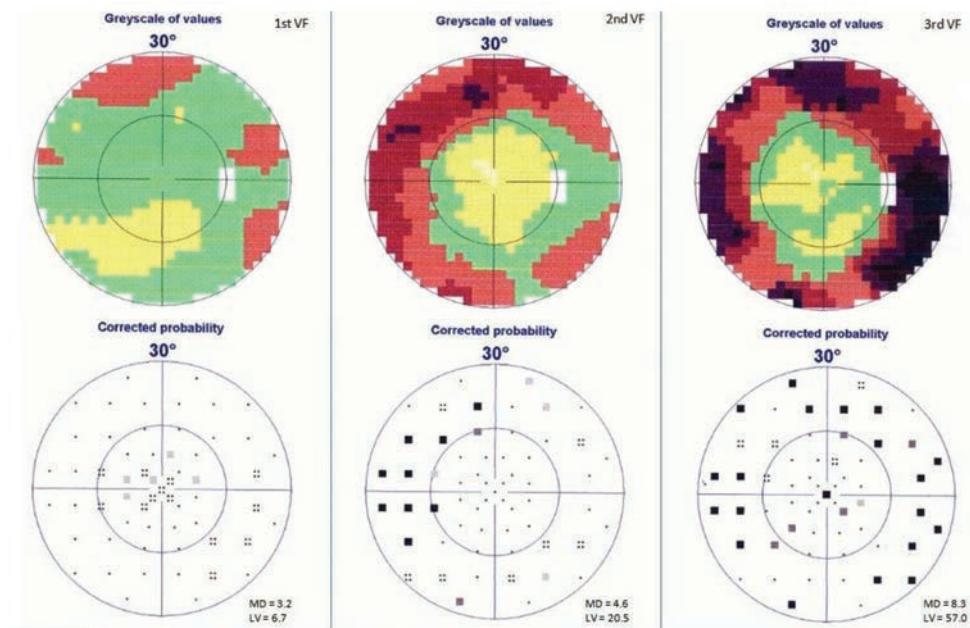 Greyscale of values
1st VF
30°
Corrected probability
30°
MD = 3.2
LV = 6.7
Greyscale of values
2nd VF
30°
Corrected probability
30°
MD = 4.6
LV = 20.5
Greyscale of values
3rd VF
30°
Corrected probability
30°
MD = 8.3
LV = 57.0